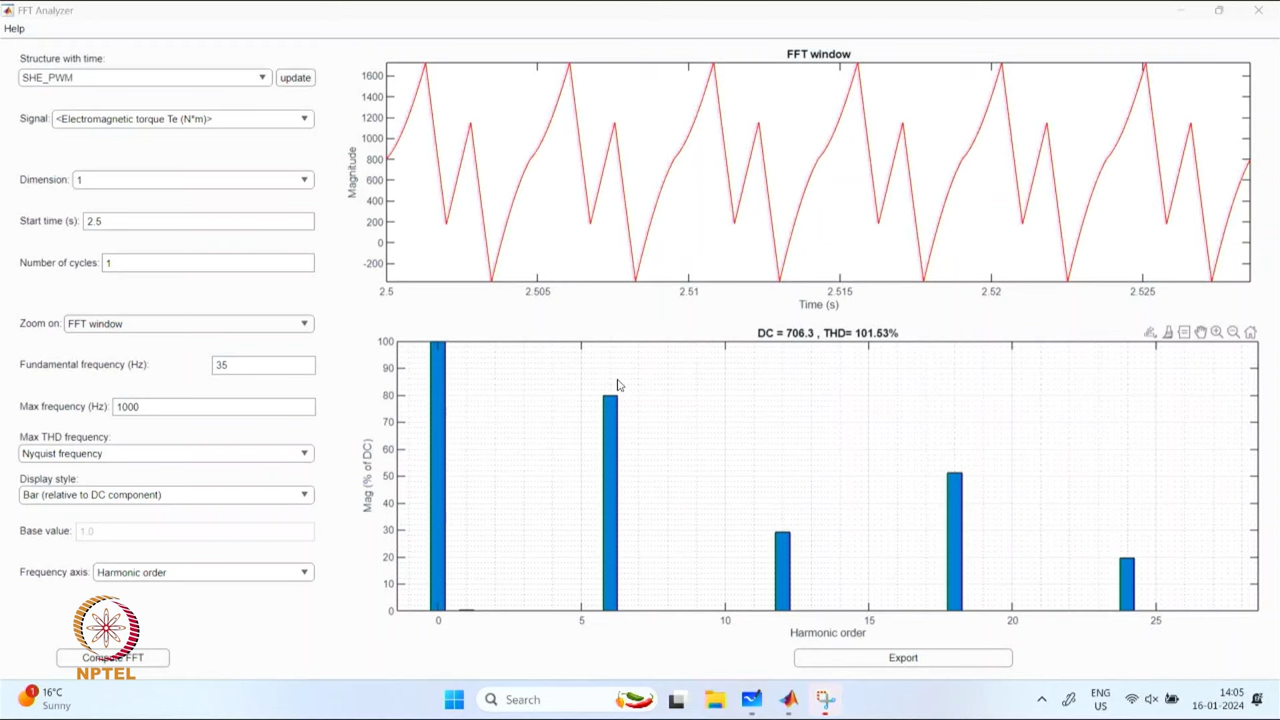 FFT Analyzer
Help
Structure with time:
SHE_PWM
update
Signal: <Electromagnetic torque Te (N*m)>
Dimension: 1
Start time (s): 2.5
Number of cycles: 1
Zoom on: FFT window
Fundamental frequency (Hz): 35
Max frequency (Hz): 1000
Max THD frequency:
Nyquist frequency
Display style:
Bar (relative to DC component)
Base value: 1.0
Frequency axis: Harmonic order
FFT
NPTEL
FFT window
1600
1400
1200
1000
800
600
400
200
0
-200
Magnitude
2.5 2.505 2.51 2.515 2.52 2.525
Time (s)
DC = 706.3 , THD= 101.53%
100
90
80
70
60
50
40
30
20
10
0
Mag (% of DC)
0 5 10 15 20 25
Harmonic order
Export
1
16°C
Sunny
Search
ENG
US
14:05
16-01-2024